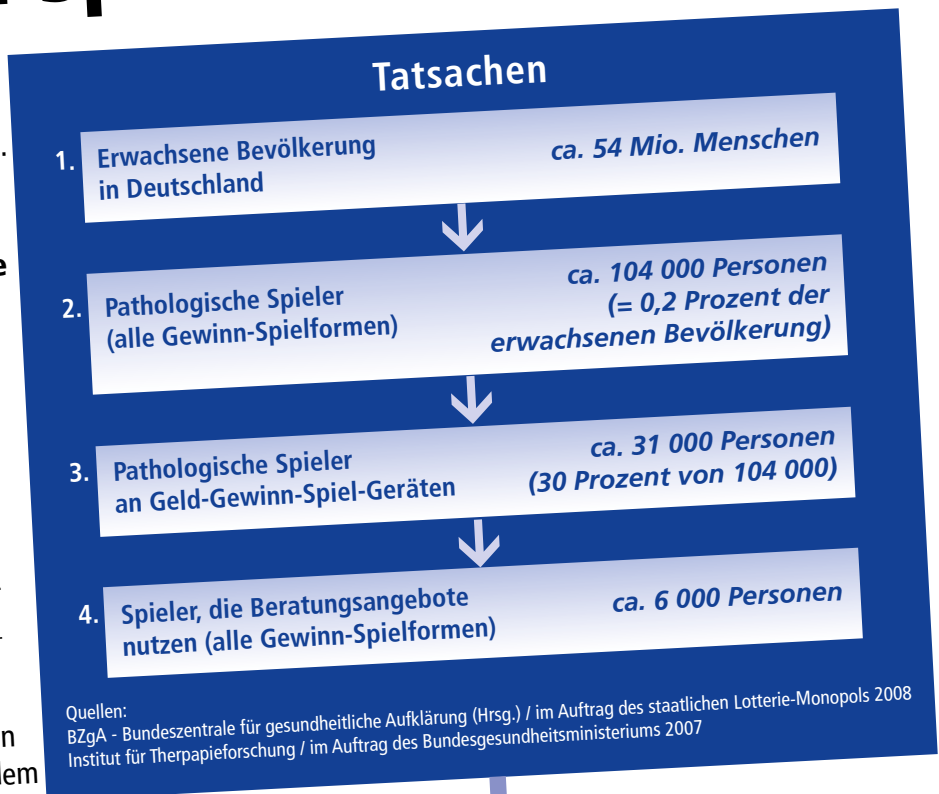 Tatsachen
1. Erwachsene Bevölkerung
in Deutschland
ca. 54 Mio. Menschen
2. Pathologische Spieler
(alle Gewinn-Spielformen)
ca. 104 000 Personen
(= 0,2 Prozent der
erwachsenen Bevölkerung)
3. Pathologische Spieler
an Geld-Gewinn-Spiel-Geräten
ca. 31 000 Personen
(30 Prozent von 104 000)
4. Spieler, die Beratungsangebote
nutzen (alle Gewinn-Spielformen)
ca. 6 000 Personen
Quellen:
BZgA - Bundeszentrale für gesundheitliche Aufklärung (Hrsg.) / im Auftrag des staatlichen Lotterie-Monopols 2008
Institut für Therpapieforschung / im Auftrag des Bundesgesundheitsministeriums 2007